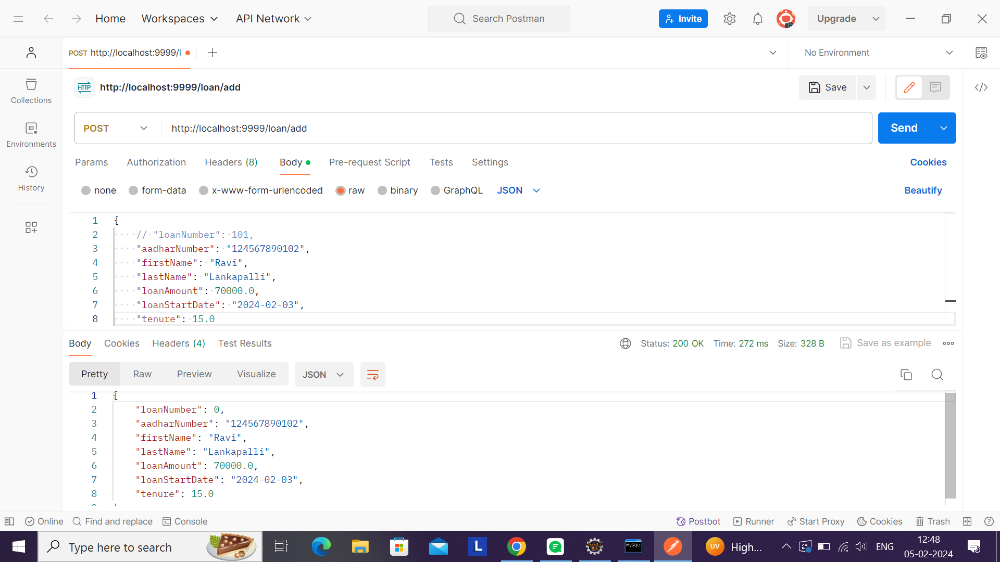 Home Workspaces API Network Search Postman Invite Upgrade
POST http://localhost:9999/l No Environment
HTTP http://localhost:9999/loan/add Save
Collections
POST http://localhost:9999/loan/add Send
Environments
Params Authorization Headers (8) Body Pre-request Script Tests Settings Cookies
History
none form-data x-www-form-urlencoded raw binary GraphQL JSON Beautify
1 {
2 // "loanNumber": 101,
3 "aadharNumber": "124567890102",
4 "firstName": "Ravi",
5 "lastName": "Lankapalli",
6 "loanAmount": 70000.0,
7 "loanStartDate": "2024-02-03",
8 "tenure": 15.0
Body Cookies Headers (4) Test Results Status: 200 OK Time: 272 ms Size: 328 B Save as example
Pretty Raw Preview Visualize JSON
1 {
2 "loanNumber": 0,
3 "aadharNumber": "124567890102",
4 "firstName": "Ravi",
5 "lastName": "Lankapalli",
6 "loanAmount": 70000.0,
7 "loanStartDate": "2024-02-03",
8 "tenure": 15.0
Online Find and replace Console Postbot Runner Start Proxy Cookies Trash
Type here to search L Java EE IDE MySQL UV High... ENG 12:48
05-02-2024